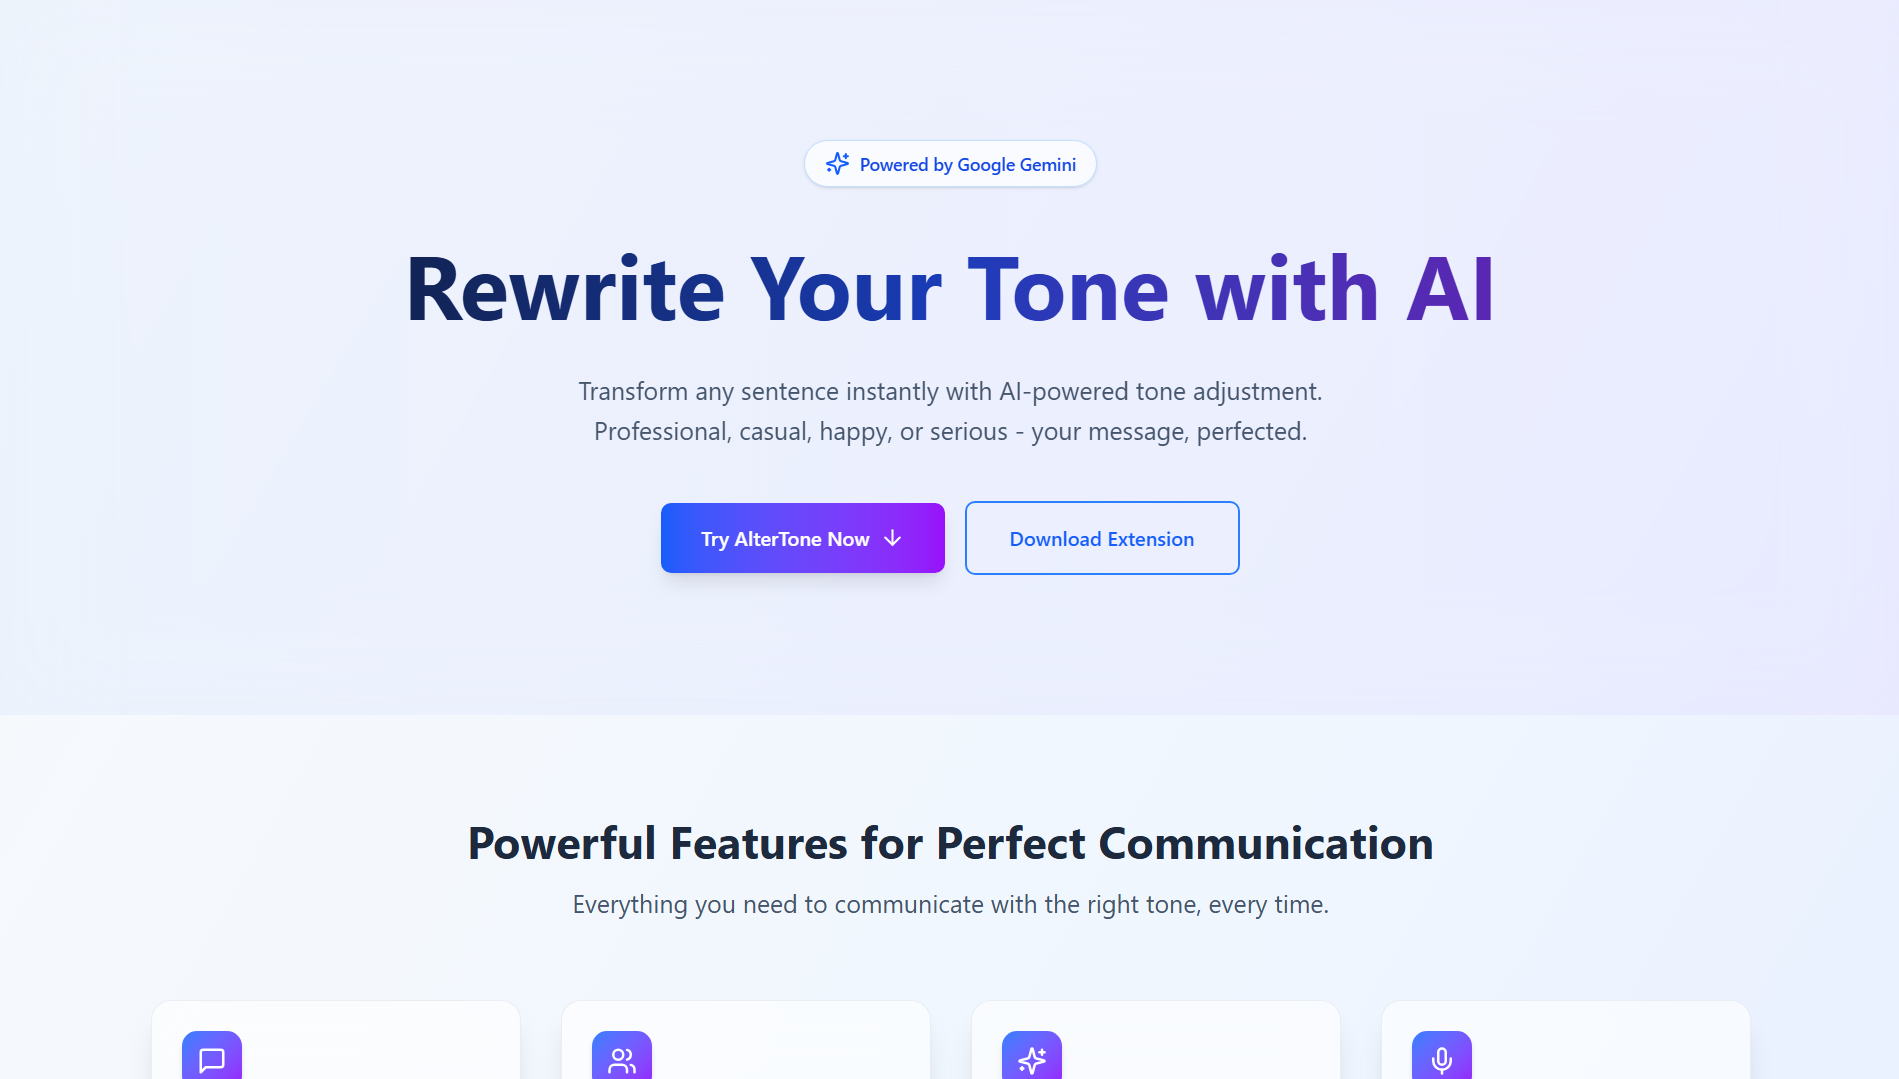 Powered by Google Gemini
Rewrite Your Tone with AI
Transform any sentence instantly with AI-powered tone adjustment.
Professional, casual, happy, or serious - your message, perfected.
Try AlterTone Now
Download Extension
Powerful Features for Perfect Communication
Everything you need to communicate with the right tone, every time.